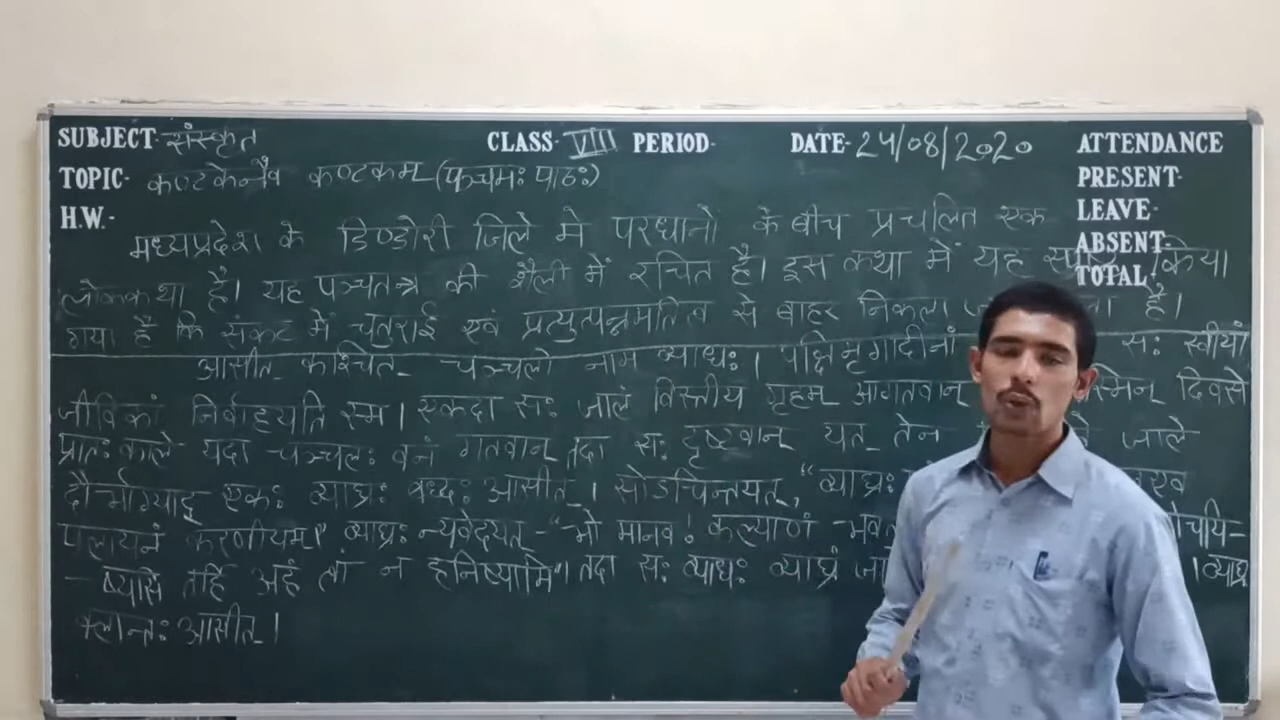 SUBJECT- संस्कृत CLASS- VIII PERIOD- DATE- 24/08/2020 ATTENDANCE
TOPIC- कण्टकेनैव कण्टकम् (पञ्चमः पाठः) PRESENT-
H.W.- LEAVE-
ABSENT-
TOTAL-
मध्यप्रदेश के डिण्डोरी जिले में परधानों के बीच प्रचलित एक
लोककथा है। यह पञ्चतन्त्र की शैली में रचित है। इस कथा में यह स्पष्ट किया
गया है कि संकट में चतुराई एवं प्रत्युत्पन्नमतित्व से बाहर निकला है।
आसीत् कश्चित् चञ्चलो नाम व्याधः। पक्षिमृगादीनां सः स्वीयां
जीविकां निर्वाहयति स्म। एकदा सः जालं विस्तीय गृहम् आगतवान् दिवसे
प्रातः काले यदा चञ्चलः वनं गतवान् तदा सः दृष्टवान् यत् तेन जाले
दौर्भाग्याद् एकः व्याघ्रः बध्दः आसीत्। सोऽचिन्तयत्, "व्याघ्रः
पलायनं करणीयम्।" व्याघ्रः न्यवेदयत्- "भो मानव! कल्याणं
-ष्यसि तर्हि अहं त्वां न हनिष्यामि"। तदा सः व्याधः व्याघ्रं । व्याघ्र
क्लान्तः आसीत्।